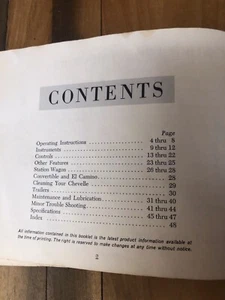 CONTENTS
Page
Operating Instructions 4 thru 8
Instruments 9 thru 12
Controls 13 thru 22
Other Features 23 thru 25
Station Wagon 26 thru 28
Convertible and El Camino 28
Cleaning Your Chevelle 29
Trailers 30
Maintenance and Lubrication 31 thru 40
Minor Trouble Shooting 41 thru 44
Specifications 45 thru 47
Index 48
All information contained in this booklet is the latest product information available at
the time of printing. The right is reserved to make changes at any time without notice.
2